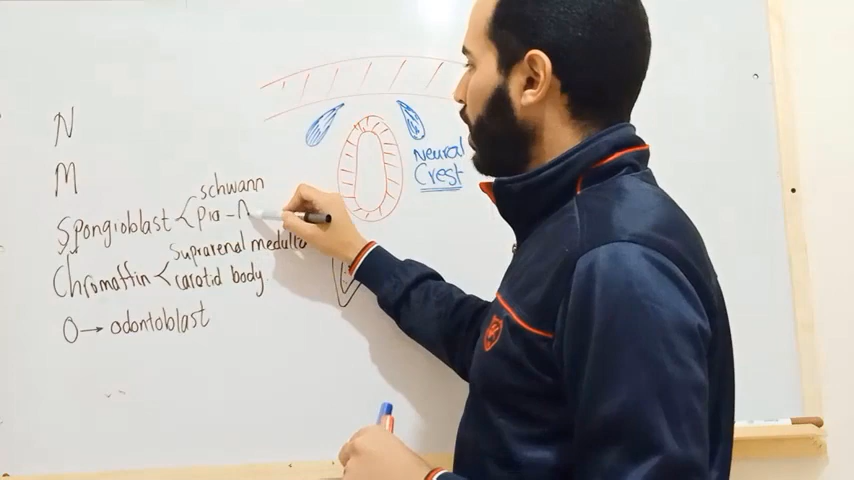 N
M
Spongioblast
schwann
pia - 
Chromaffin
Suprarenal medulla
carotid body
O → odontoblast
Neural
Crest